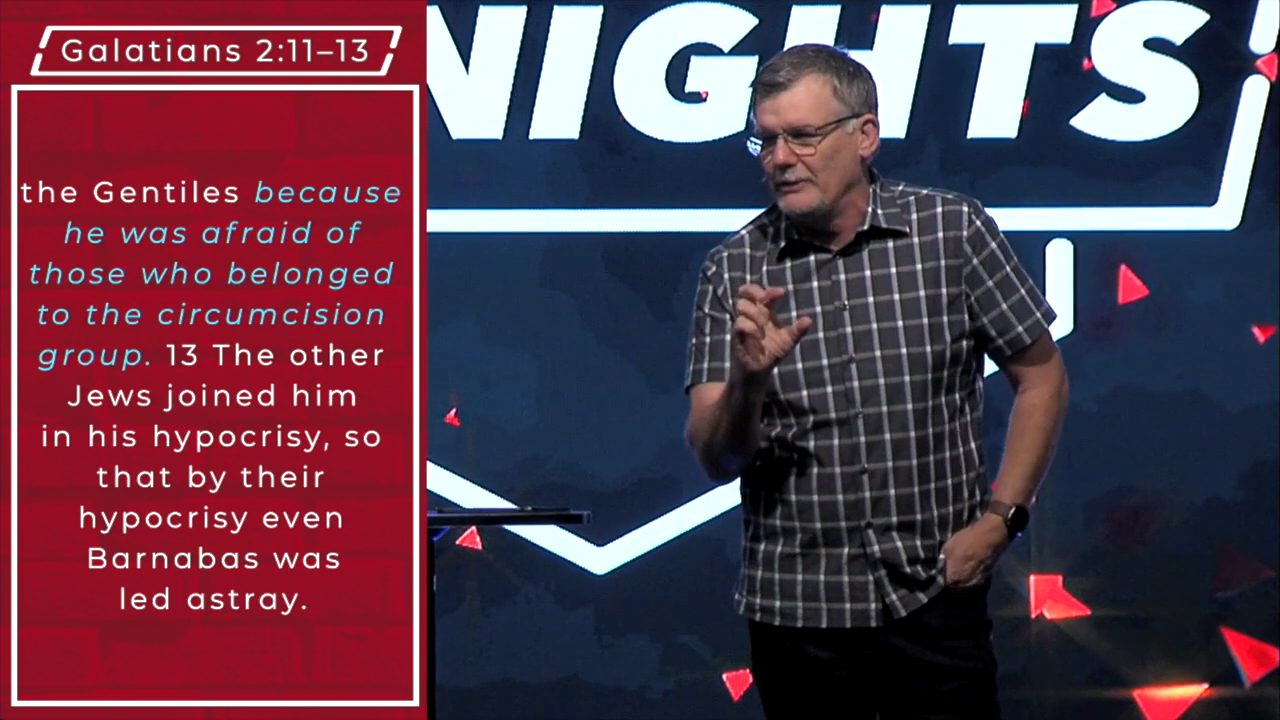 Galatians 2:11–13
the Gentiles because
he was afraid of
those who belonged
to the circumcision
group. 13 The other
Jews joined him
in his hypocrisy, so
that by their
hypocrisy even
Barnabas was
led astray.
NIGHTS